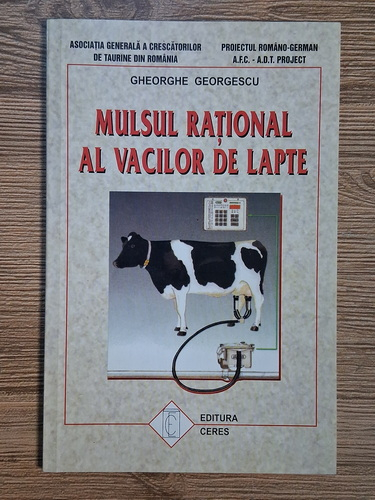 ASOCIAȚIA GENERALĂ A CRESCĂTORILOR
DE TAURINE DIN ROMÂNIA
PROIECTUL ROMÂNO-GERMAN
A.F.C. - A.D.T. PROJECT
GHEORGHE GEORGESCU
MULSUL RAȚIONAL
AL VACILOR DE LAPTE
EDITURA
CERES